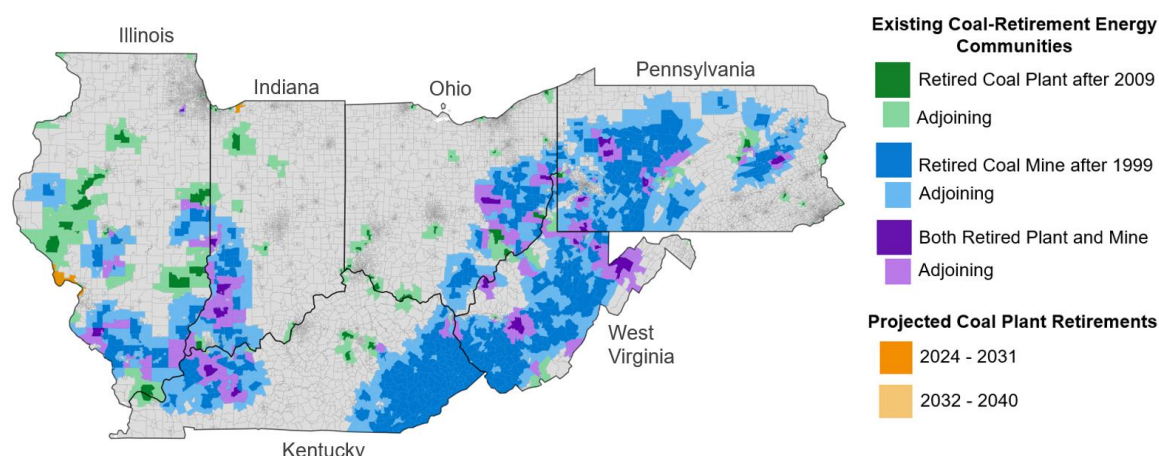 Illinois
Indiana
Ohio
Pennsylvania
West
Virginia
Kentucky
Existing Coal-Retirement Energy
Communities
Retired Coal Plant after 2009
Adjoining
Retired Coal Mine after 1999
Adjoining
Both Retired Plant and Mine
Adjoining
Projected Coal Plant Retirements
2024 - 2031
2032 - 2040